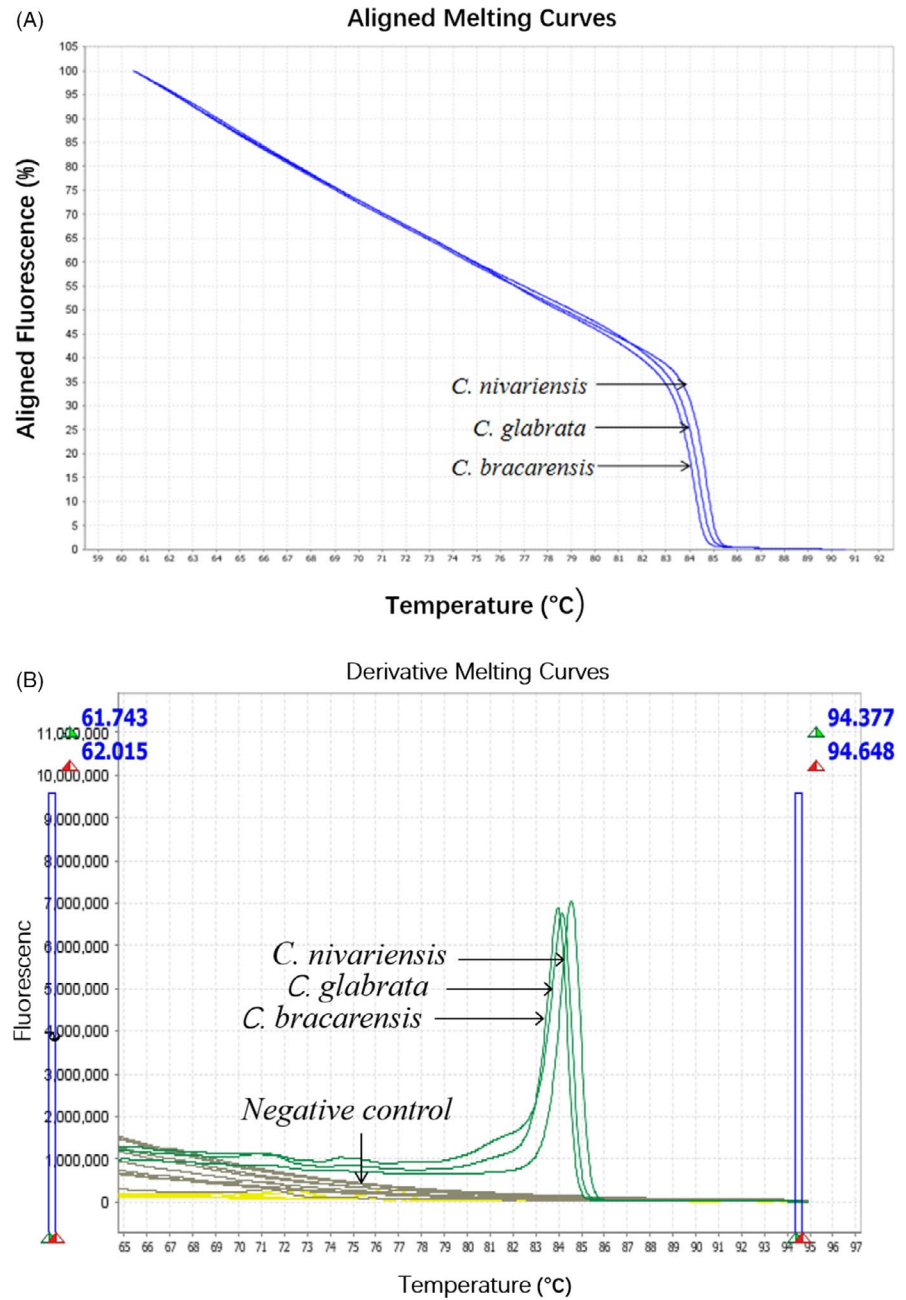 (A)
Aligned Melting Curves
Aligned Fluorescence (%)
105
100
95
90
85
80
75
70
65
60
55
50
45
40
35
30
25
20
15
10
5
0
C. nivariensis
C. glabrata
C. bracarensis
59 60 61 62 63 64 65 66 67 68 69 70 71 72 73 74 75 76 77 78 79 80 81 82 83 84 85 86 87 88 89 90 91 92
Temperature (°C)
(B)
Derivative Melting Curves
61.743
94.377
62.015
94.648
11,000,000
10,000,000
9,000,000
8,000,000
7,000,000
6,000,000
5,000,000
4,000,000
3,000,000
2,000,000
1,000,000
0
Fluorescenc
C. nivariensis
C. glabrata
C. bracarensis
Negative control
65 66 67 68 69 70 71 72 73 74 75 76 77 78 79 80 81 82 83 84 85 86 87 88 89 90 91 92 93 94 95 96 97
Temperature (°C)